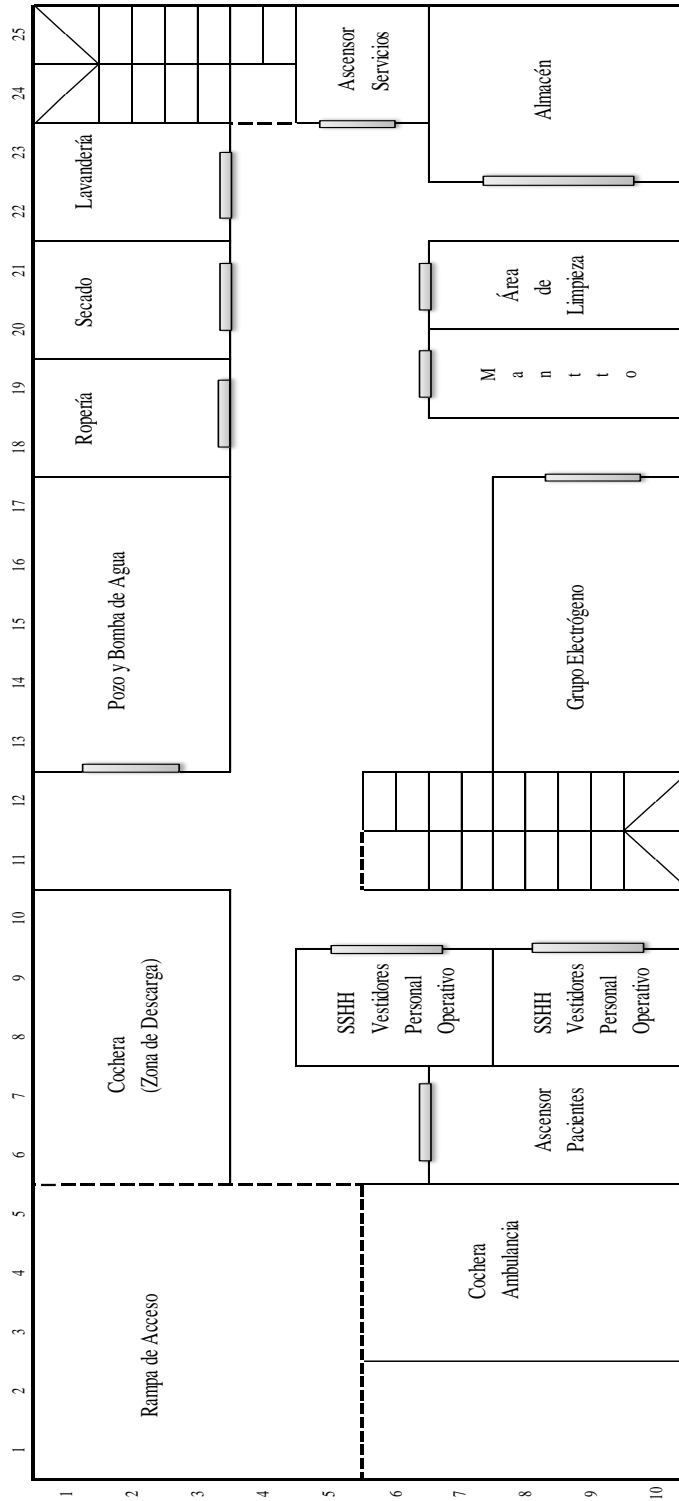 1 2 3 4 5 6 7 8 9 10 11 12 13 14 15 16 17 18 19 20 21 22 23 24 25
1
2
3
4
5
6
7
8
9
10
Rampa de Acceso
Cochera
(Zona de Descarga)
Pozo y Bomba de Agua
Ropería
Secado
Lavandería
Ascensor
Servicios
SSHH
Vestidores
Personal
Operativo
Cochera
Ambulancia
Ascensor
Pacientes
SSHH
Vestidores
Personal
Operativo
Grupo Electrógeno
M
a
n
t
t
o
Área
de
Limpieza
Almacén